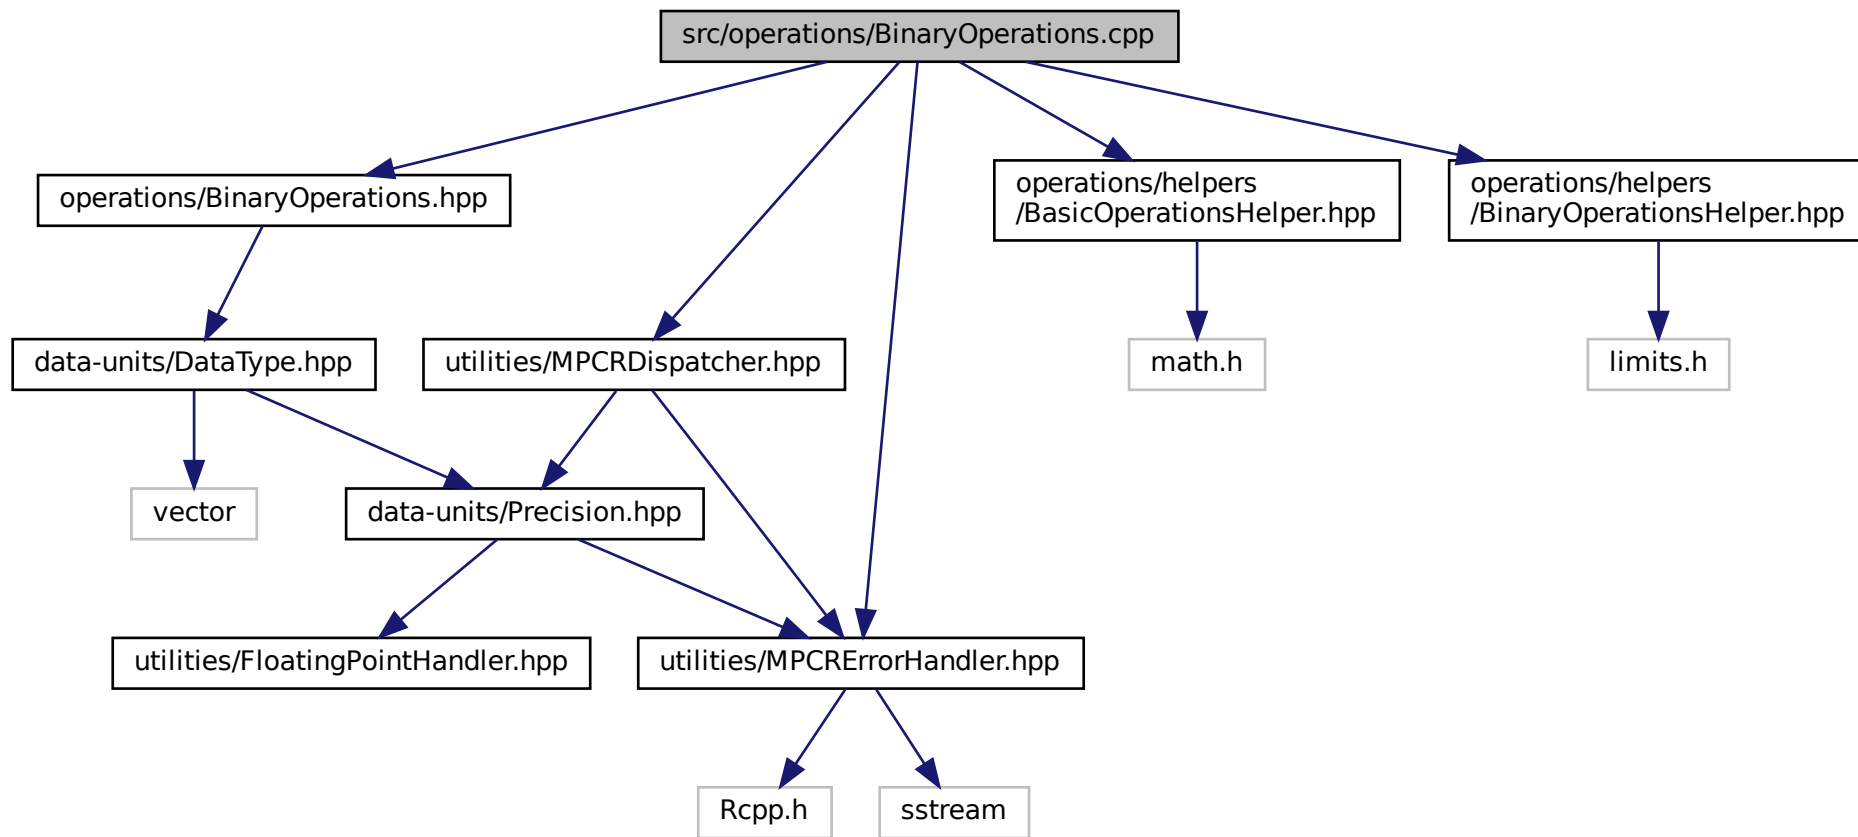 src/operations/BinaryOperations.cpp
operations/BinaryOperations.hpp
operations/helpers
/BasicOperationsHelper.hpp
operations/helpers
/BinaryOperationsHelper.hpp
data-units/DataType.hpp
utilities/MPCRDispatcher.hpp
math.h
limits.h
vector
data-units/Precision.hpp
utilities/FloatingPointHandler.hpp
utilities/MPCRErrorHandler.hpp
Rcpp.h
sstream